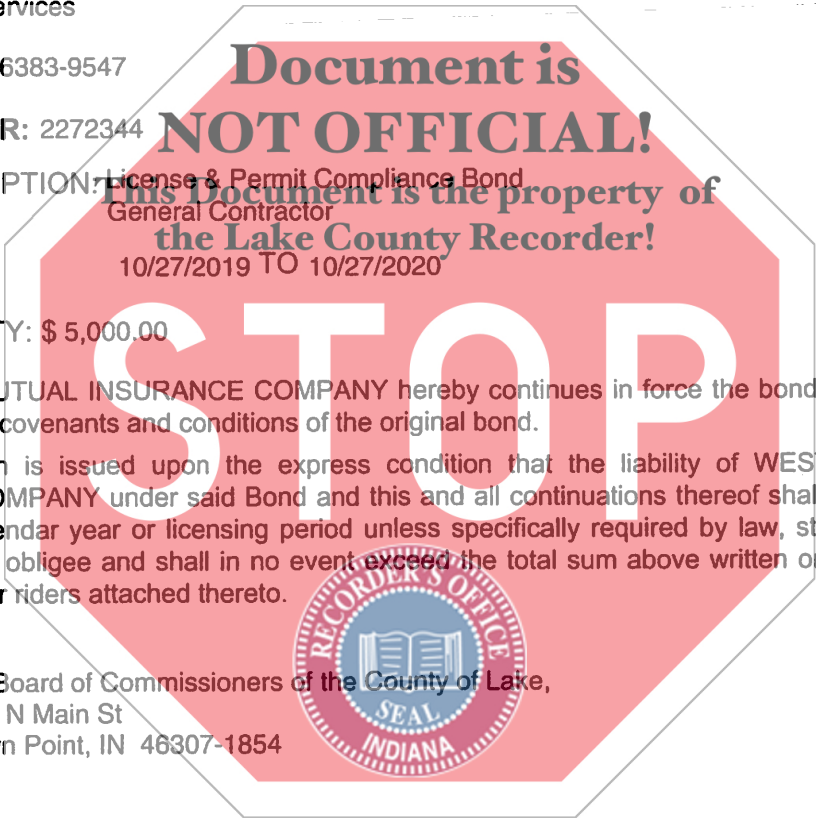 ervices
6383-9547
Document is
R: 2272344
NOT OFFICIAL!
PTION: License & Permit Compliance Bond
This Document is the property of
General Contractor
the Lake County Recorder!
10/27/2019 TO 10/27/2020
Y: $ 5,000.00
STOP
UTUAL INSURANCE COMPANY hereby continues in force the bond
covenants and conditions of the original bond.
n is issued upon the express condition that the liability of WEST
OMPANY under said Bond and this and all continuations thereof shal
endar year or licensing period unless specifically required by law, st
obligee and shall in no event exceed the total sum above written or
r riders attached thereto.
RECORDER'S OFFICE
SEAL
INDIANA
Board of Commissioners of the County of Lake,
N Main St
n Point, IN 46307-1854